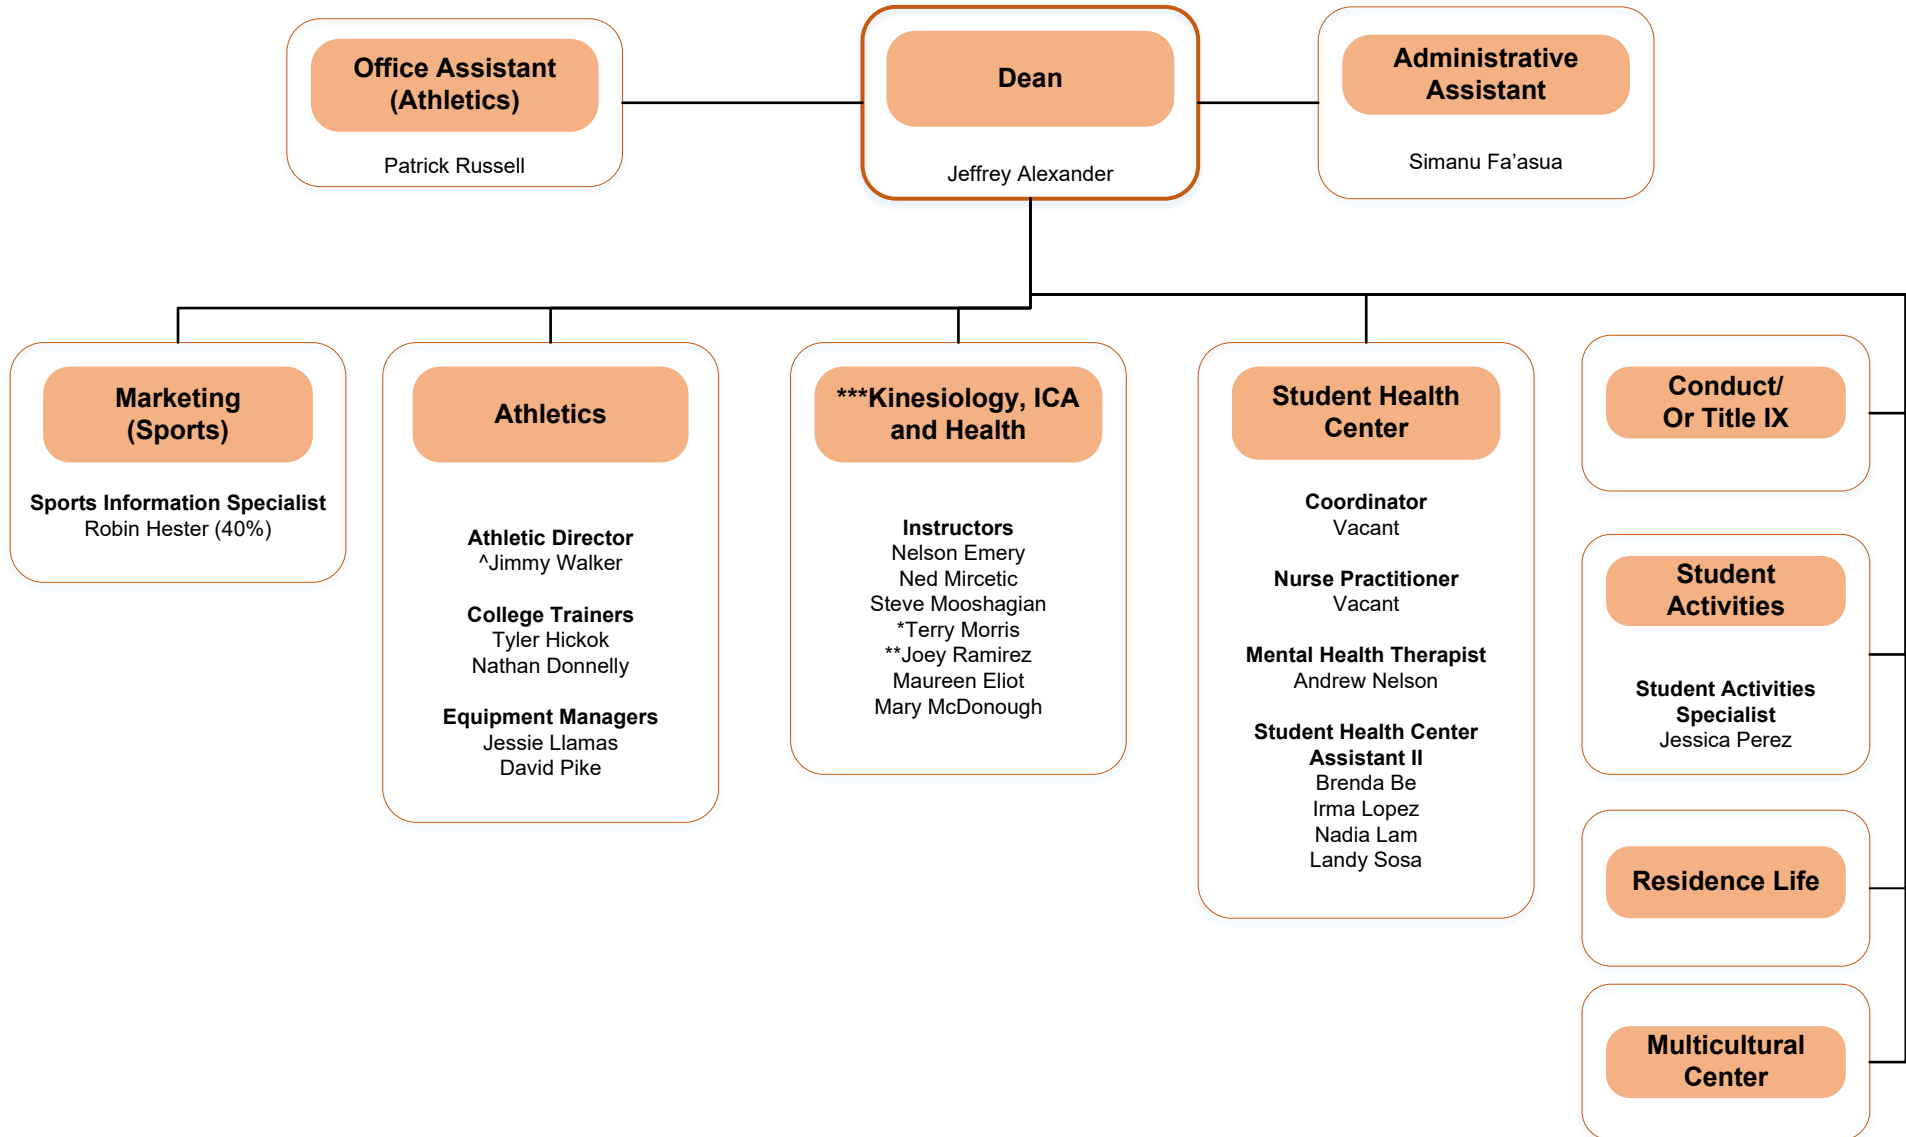 Office Assistant
(Athletics)
Patrick Russell
Dean
Jeffrey Alexander
Administrative
Assistant
Simanu Fa’asua
Marketing
(Sports)
Sports Information Specialist
Robin Hester (40%)
Athletics
Athletic Director
^Jimmy Walker
College Trainers
Tyler Hickok
Nathan Donnelly
Equipment Managers
Jessie Llamas
David Pike
***Kinesiology, ICA
and Health
Instructors
Nelson Emery
Ned Mircetic
Steve Mooshagian
*Terry Morris
**Joey Ramirez
Maureen Eliot
Mary McDonough
Student Health
Center
Coordinator
Vacant
Nurse Practitioner
Vacant
Mental Health Therapist
Andrew Nelson
Student Health Center
Assistant II
Brenda Be
Irma Lopez
Nadia Lam
Landy Sosa
Conduct/
Or Title IX
Student
Activities
Student Activities
Specialist
Jessica Perez
Residence Life
Multicultural
Center